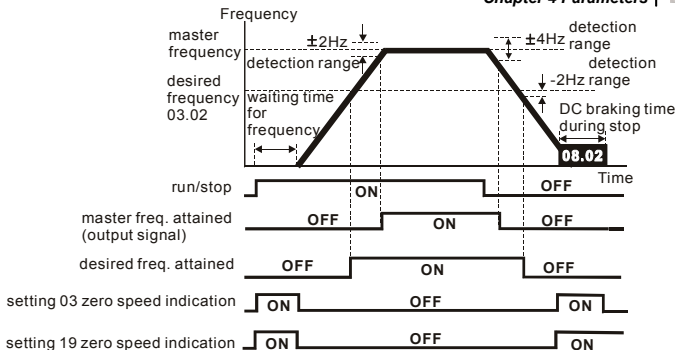 Chapter 4 Parameters |
Frequency
master
frequency
±2Hz
detection range
detection
±4Hz range
detection
-2Hz range
desired
frequency
03.02
waiting time
for
frequency
DC braking time
during stop
08.02
Time
run/stop
ON
OFF
master freq. attained
(output signal)
OFF
ON
OFF
desired freq. attained
OFF
ON
OFF
setting 03 zero speed indication
ON
OFF
ON
setting 19 zero speed indication
ON
OFF
ON